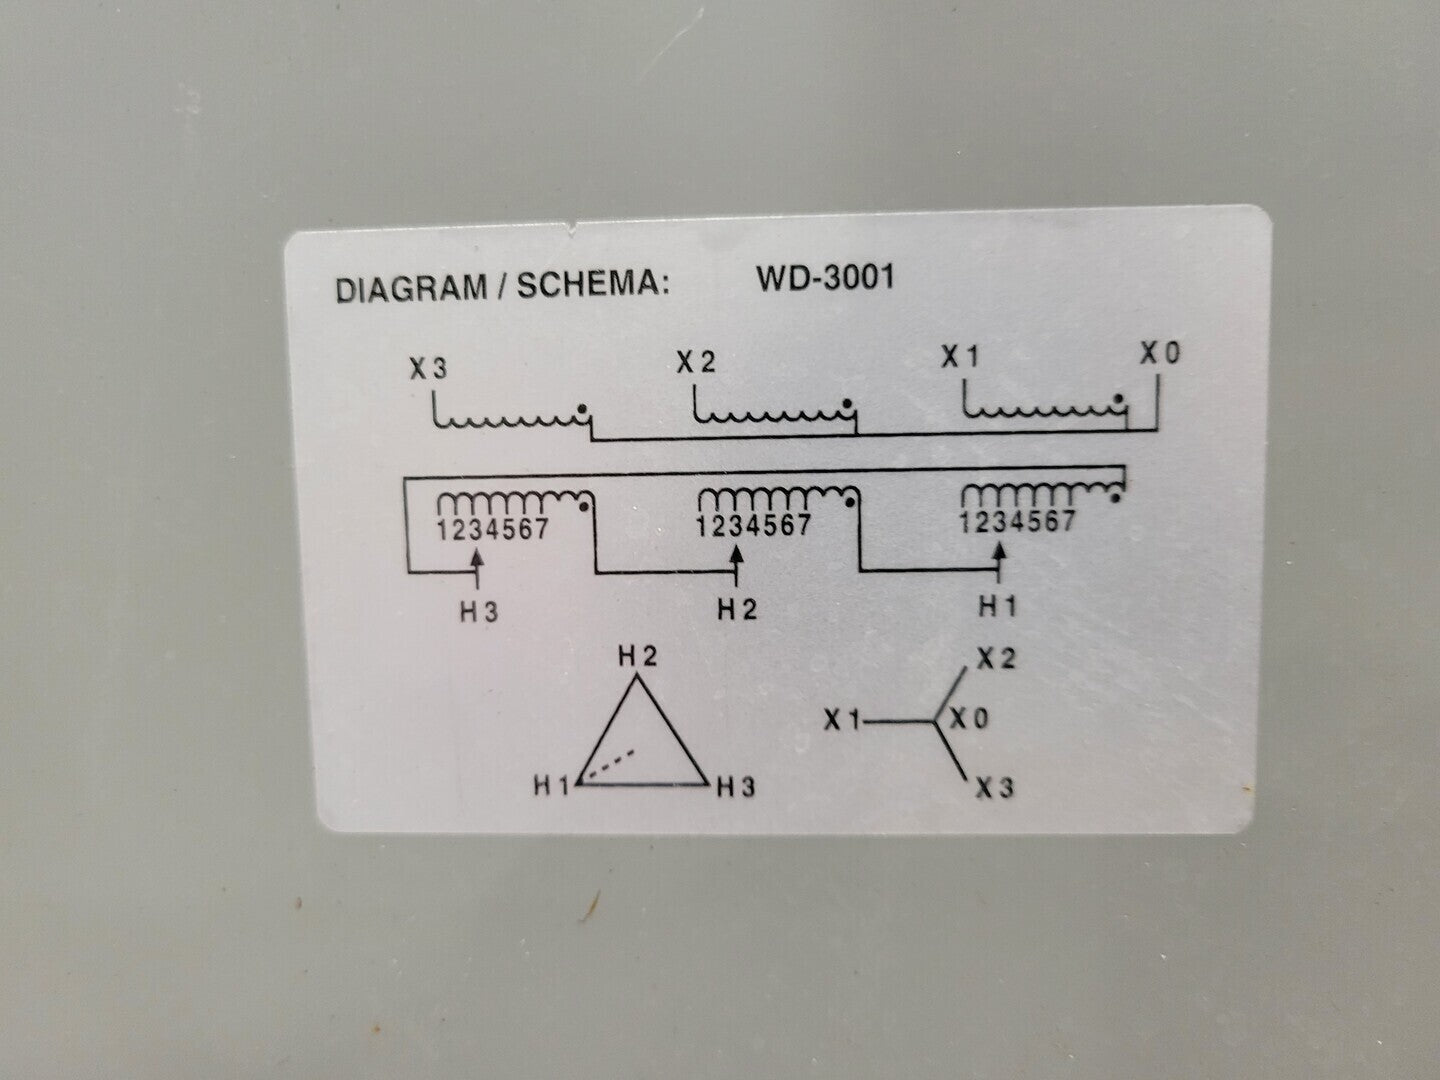 DIAGRAM / SCHEMA: WD-3001
X3 X2 X1 X0
1234567 1234567 1234567
H3 H2 H1
H2 X2
X1 X0
H1 H3 X3